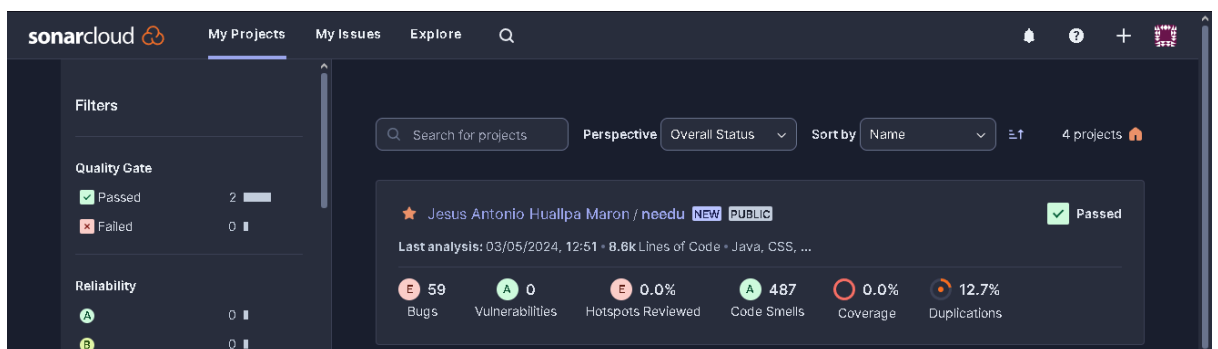 sonarcloud My Projects My Issues Explore
Filters
Search for projects Perspective Overall Status Sort by Name 4 projects
Quality Gate
Passed 2
Failed 0
Jesus Antonio Huallpa Maron / needu NEW PUBLIC Passed
Last analysis: 03/05/2024, 12:51 • 8.6k Lines of Code • Java, CSS, ...
Reliability
A 0
B 0
E 59 A 0 E 0.0% A 487 0.0% 12.7%
Bugs Vulnerabilities Hotspots Reviewed Code Smells Coverage Duplications